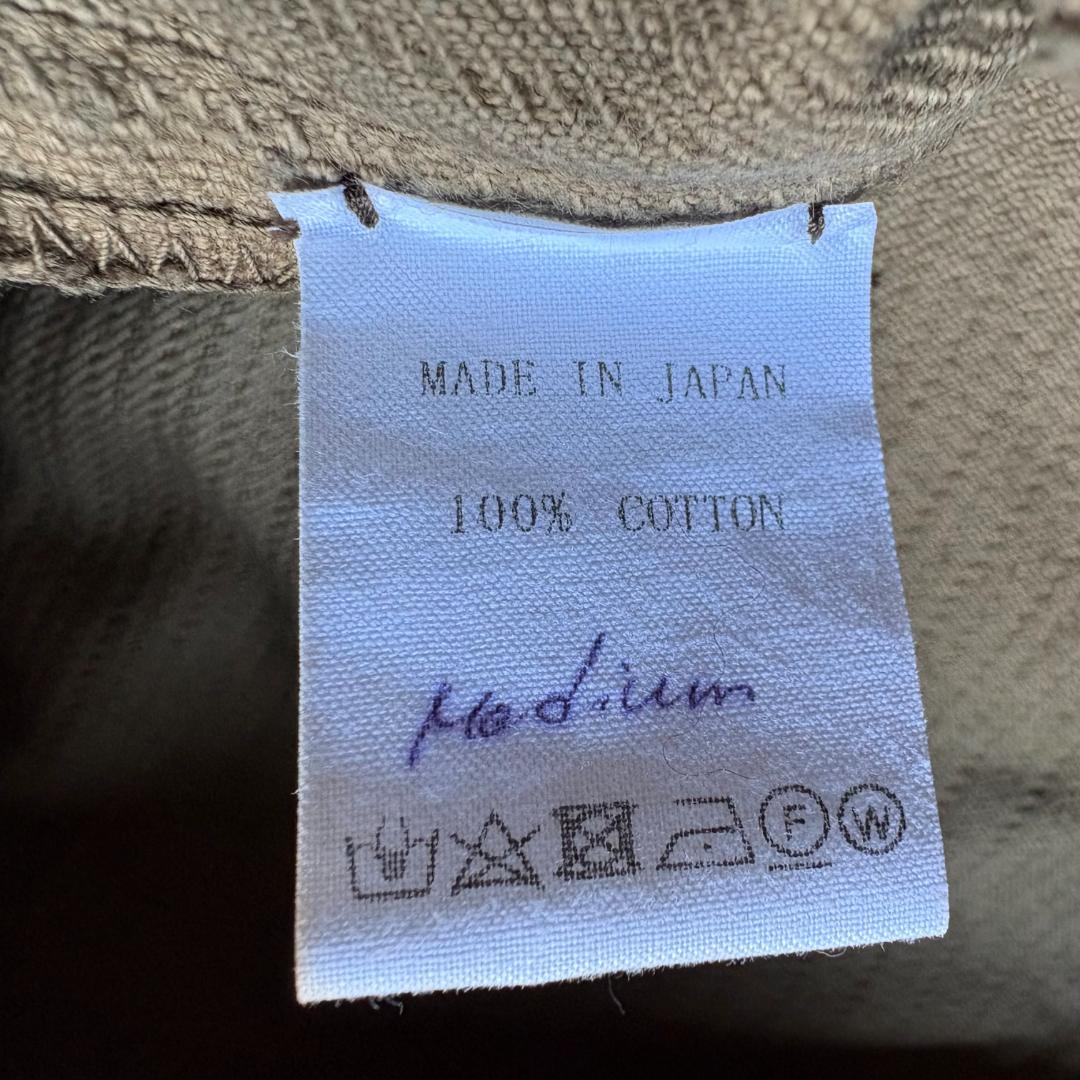 MADE IN JAPAN
100% COTTON
Medium
F W